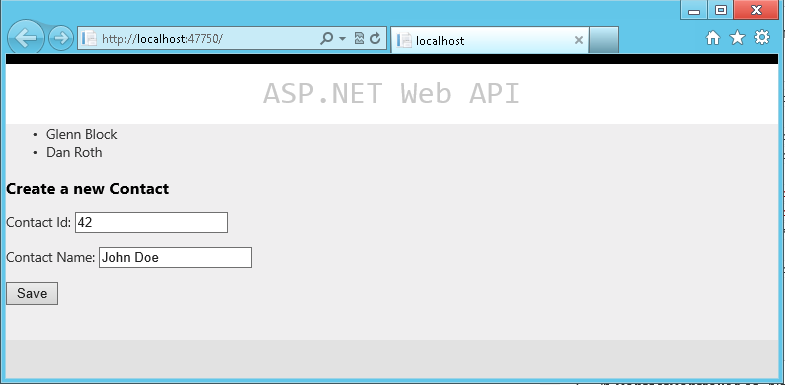 http://localhost:47750/
localhost
ASP.NET Web API
• Glenn Block
• Dan Roth
Create a new Contact
Contact Id: 42
Contact Name: John Doe
Save